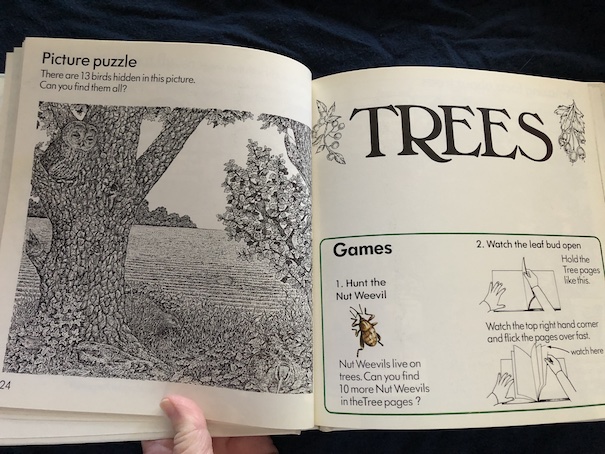 Picture puzzle
There are 13 birds hidden in this picture.
Can you find them all?
24
TREES
Games
1. Hunt the
Nut Weevil
Nut Weevils live on
trees. Can you find
10 more Nut Weevils
in the Tree pages ?
2. Watch the leaf bud open
Hold the
Tree pages
like this.
Watch the top right hand corner
and flick the pages over fast.
watch here